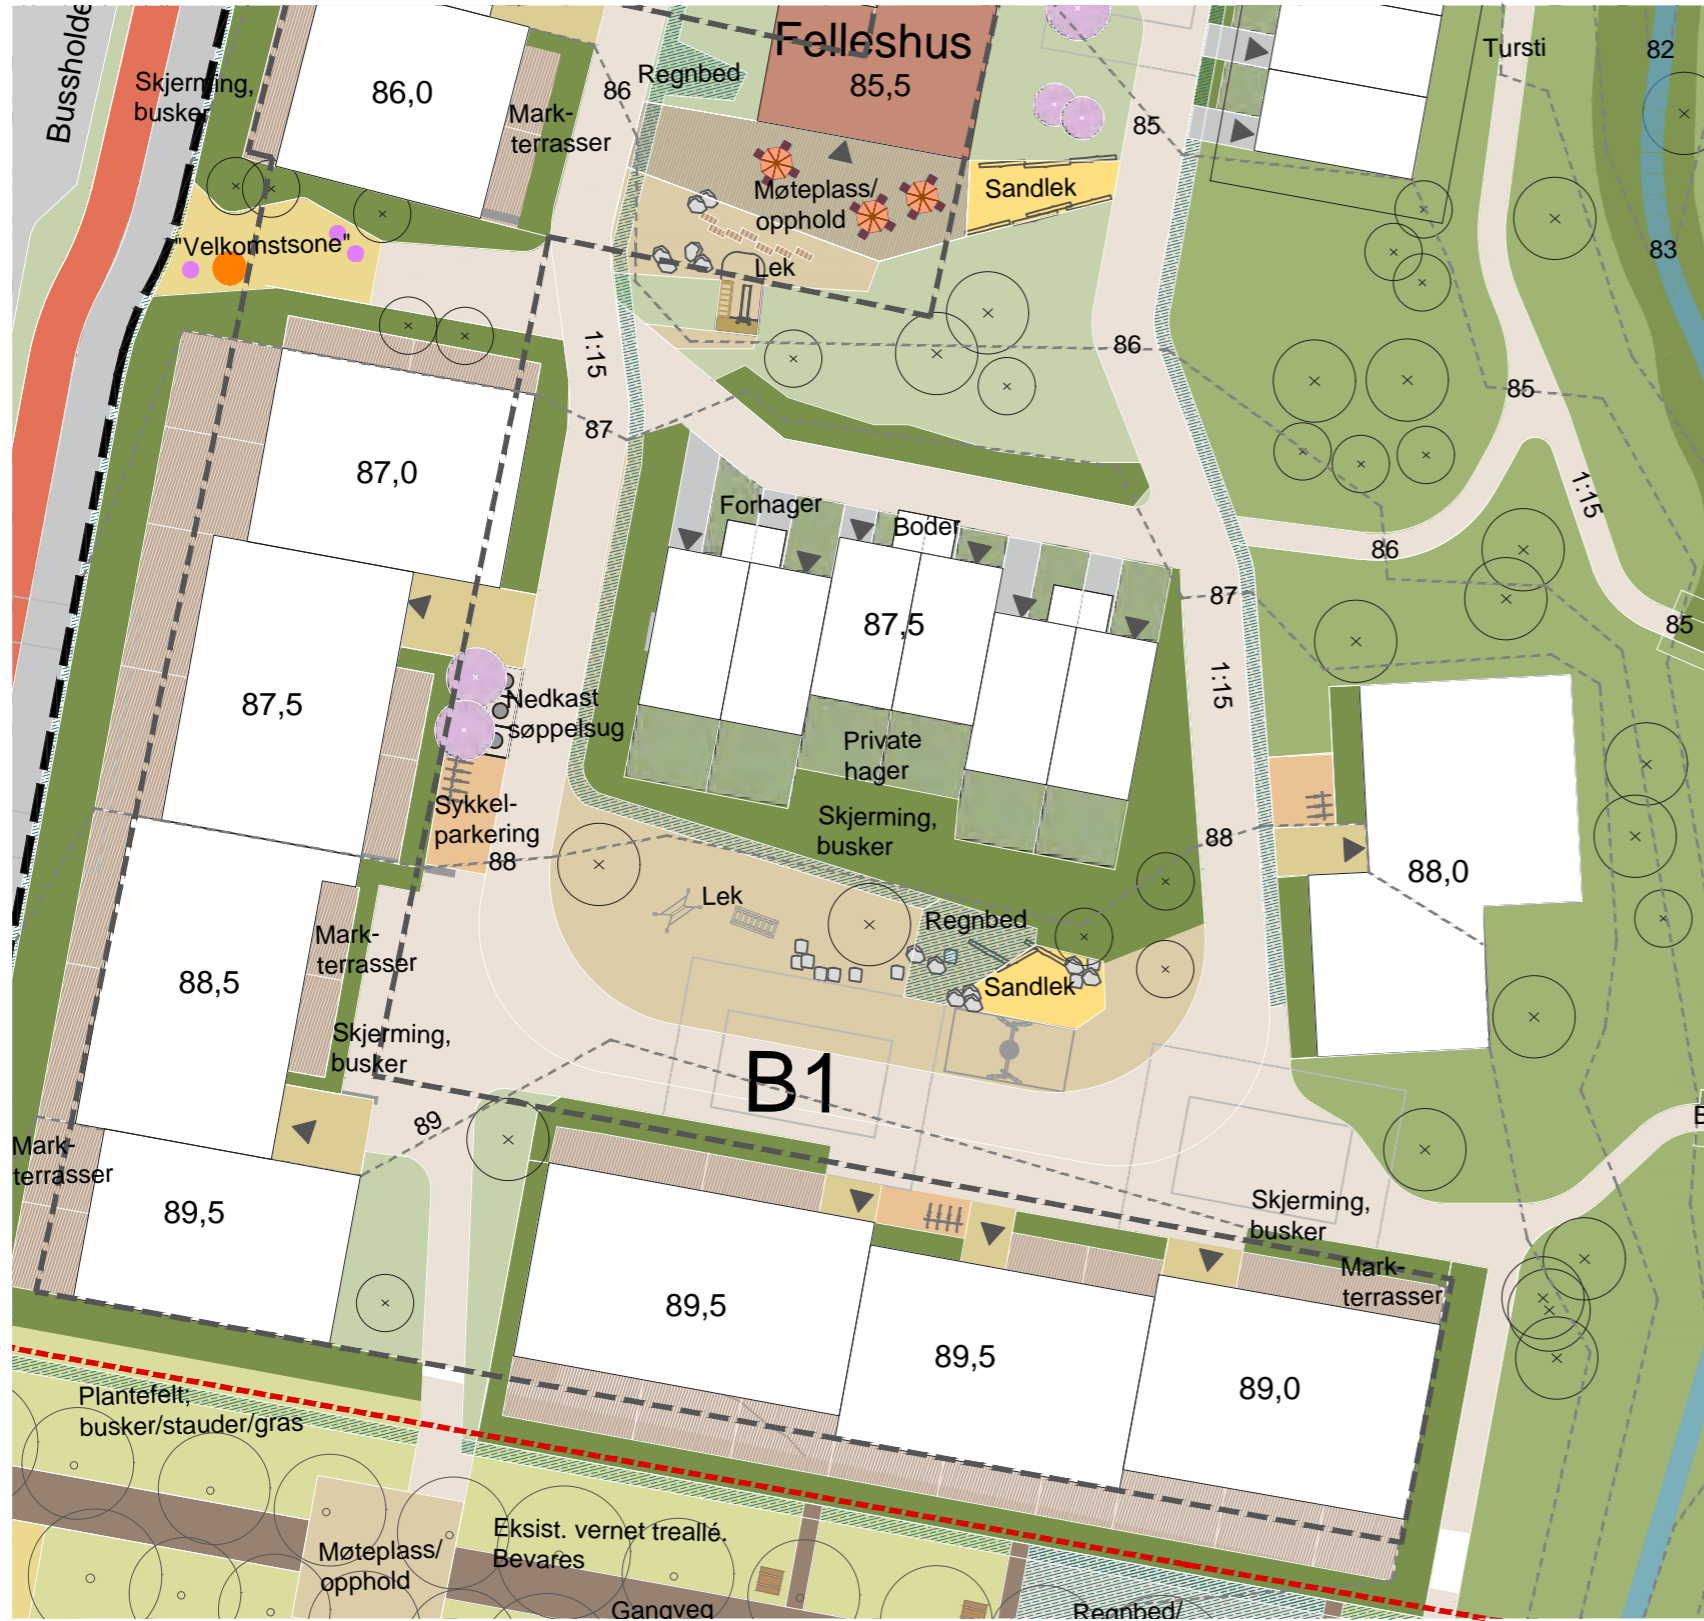 Bussholde
Skjerming,
busker
86,0
Mark-
terrasser
86
Regnbed
Felleshus
85,5
85
Tursti
82
83
Møteplass/
opphold
Sandlek
"Velkomstsone"
Lek
1:15
86
85
87
87,0
Forhager
Boder
1:15
86
87,5
87
85
1:15
87,5
Nedkast
søppelsug
Private
hager
Sykkel-
parkering
88
Skjerming,
busker
88
88,0
Lek
Regnbed
Mark-
terrasser
88,5
Sandlek
Skjerming,
busker
B1
89
Mark-
terrasser
89,5
Skjerming,
busker
Mark-
terrasser
89,5
89,5
89,0
Plantefelt;
busker/stauder/gras
Eksist. vernet treallé.
Bevares
Møteplass/
opphold
Gangveg
Regnbed/